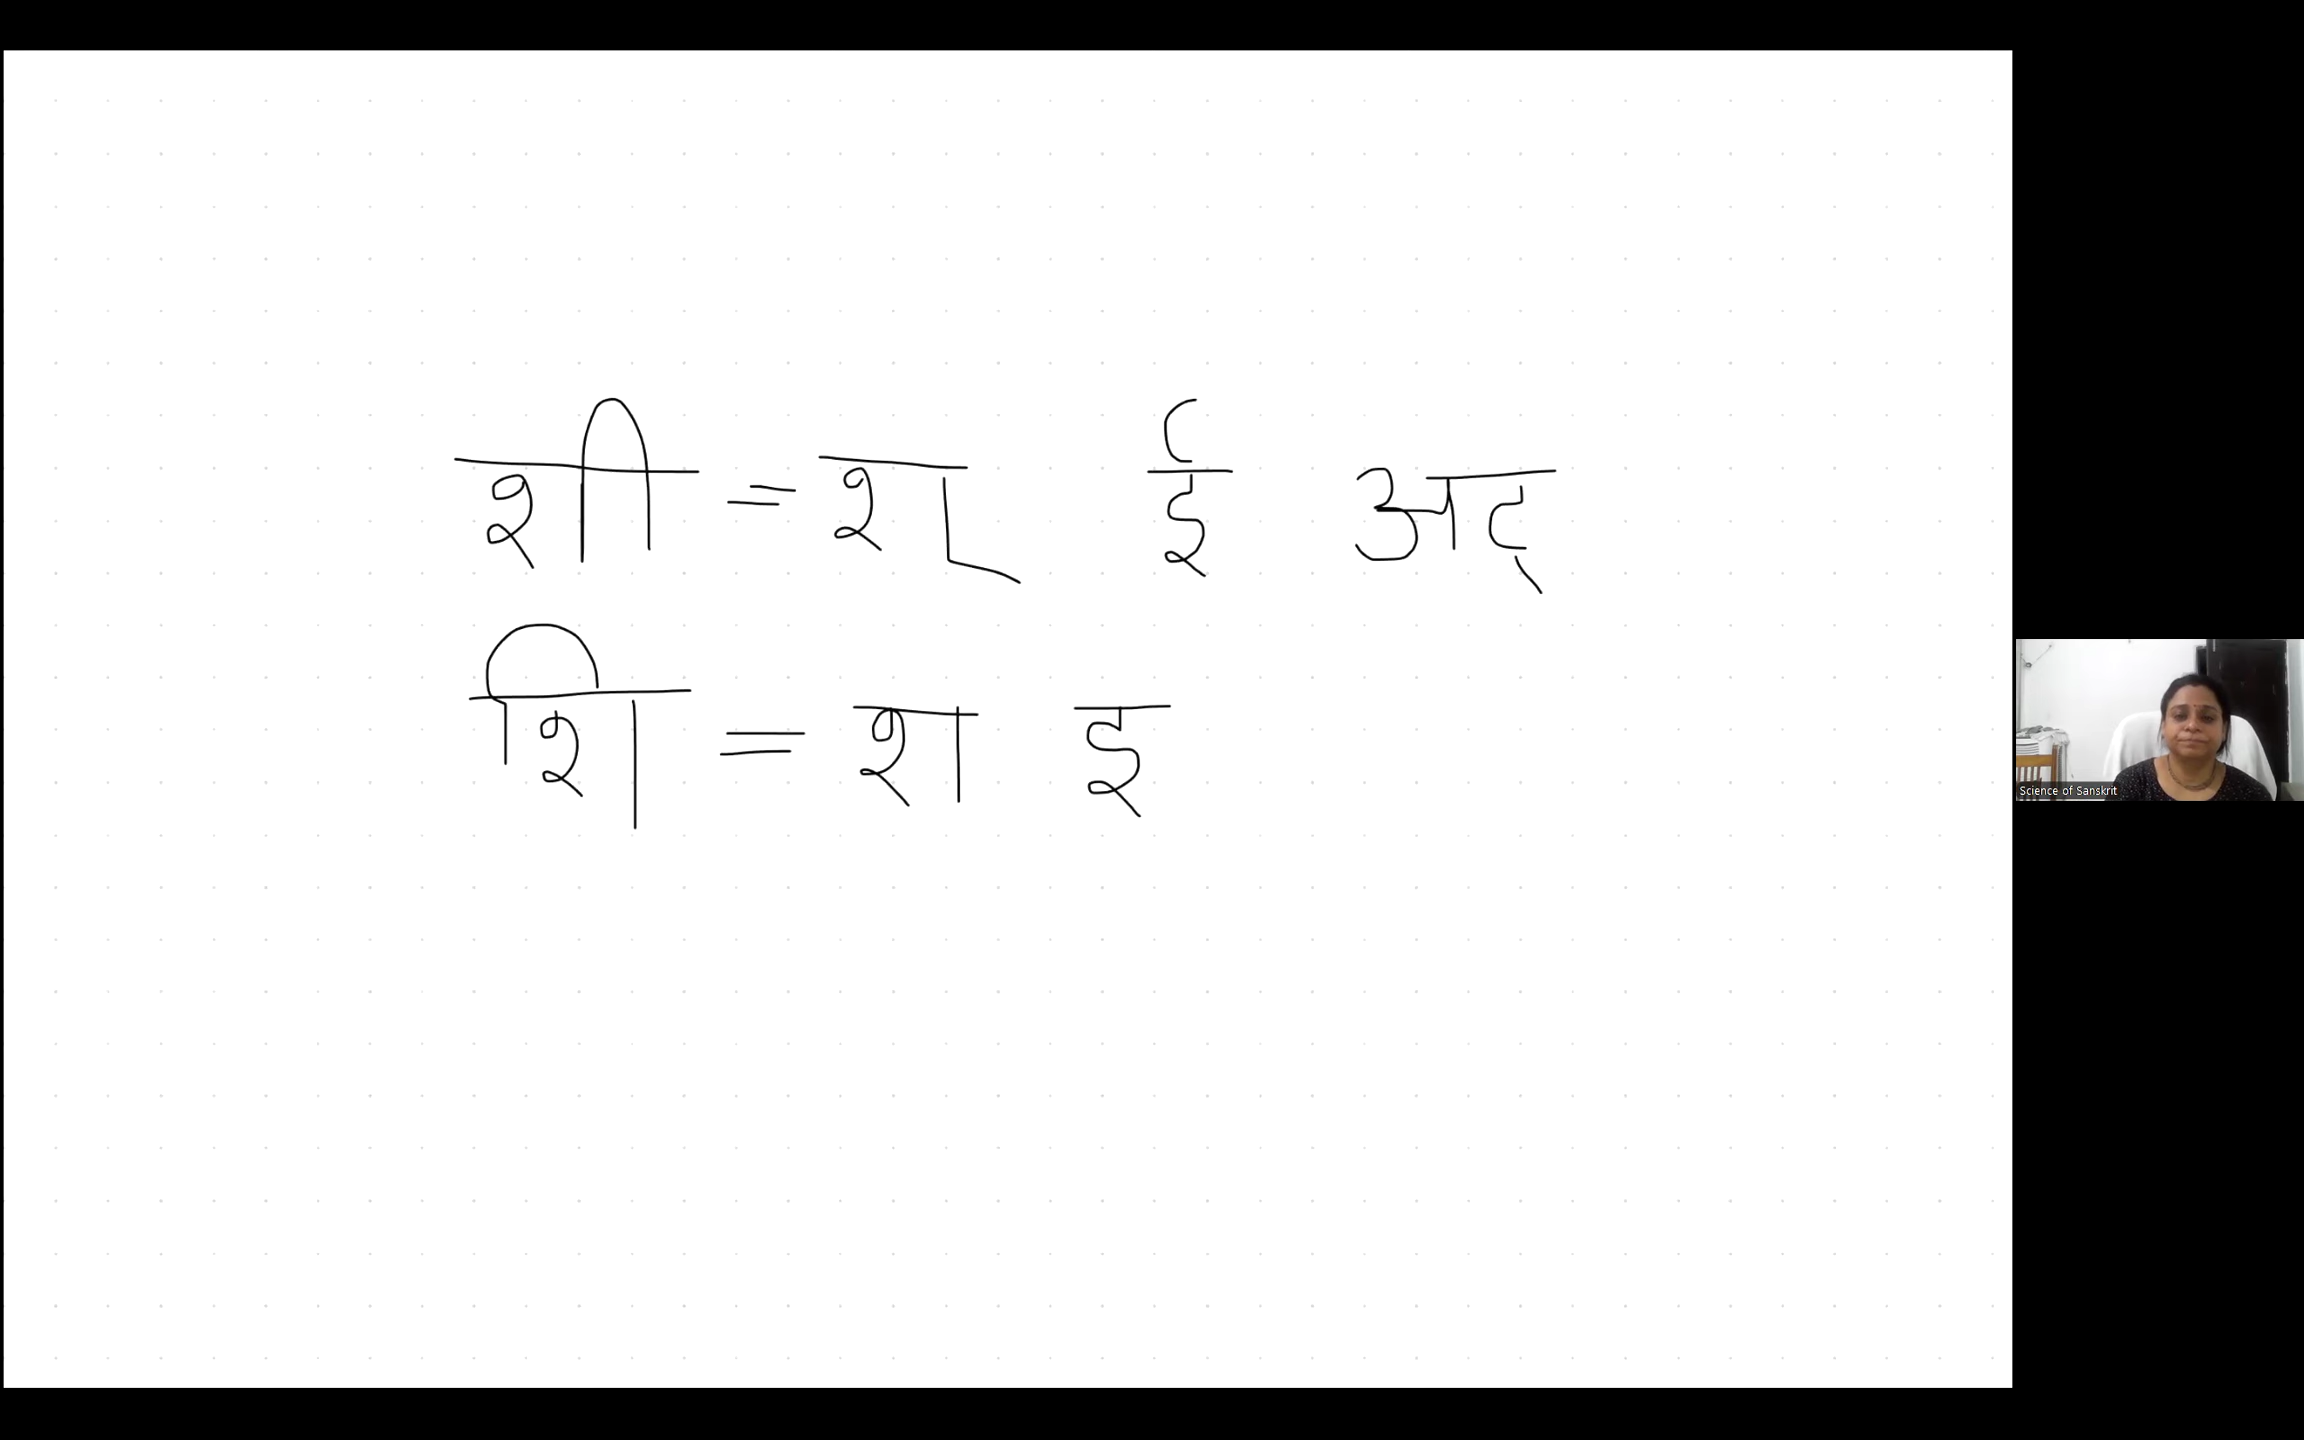 शी = श् ई अद्
शि = श इ
Science of Sanskrit